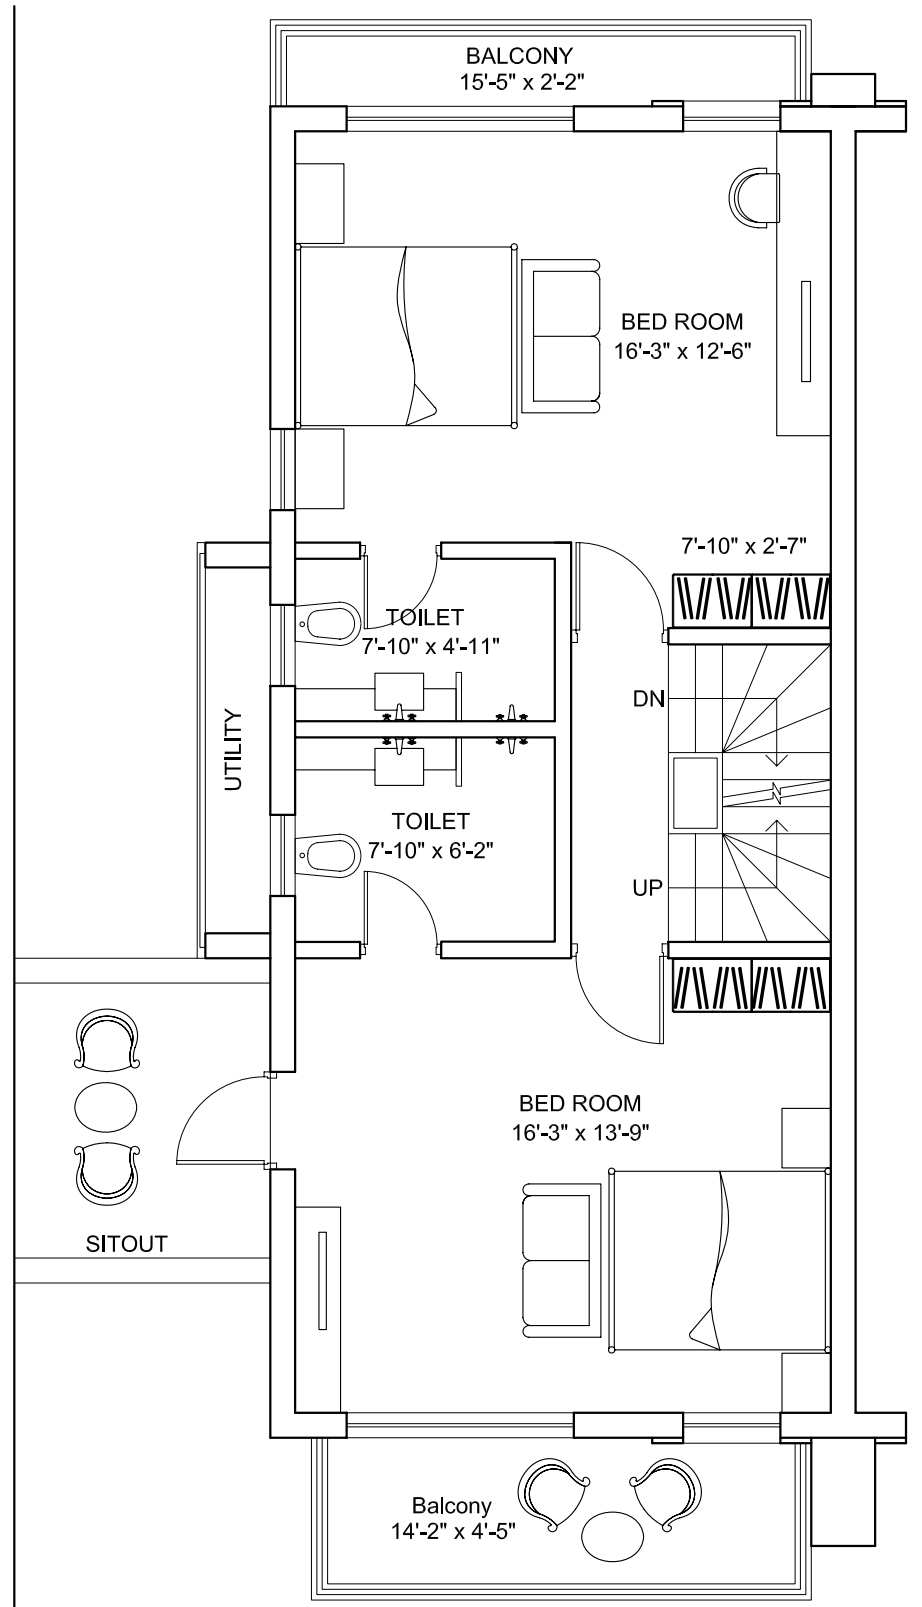 BALCONY
15'-5" x 2'-2"
BED ROOM
16'-3" x 12'-6"
7'-10" x 2'-7"
TOILET
7'-10" x 4'-11"
DN
UTILITY
TOILET
7'-10" x 6'-2"
UP
BED ROOM
16'-3" x 13'-9"
SITOUT
Balcony
14'-2" x 4'-5"